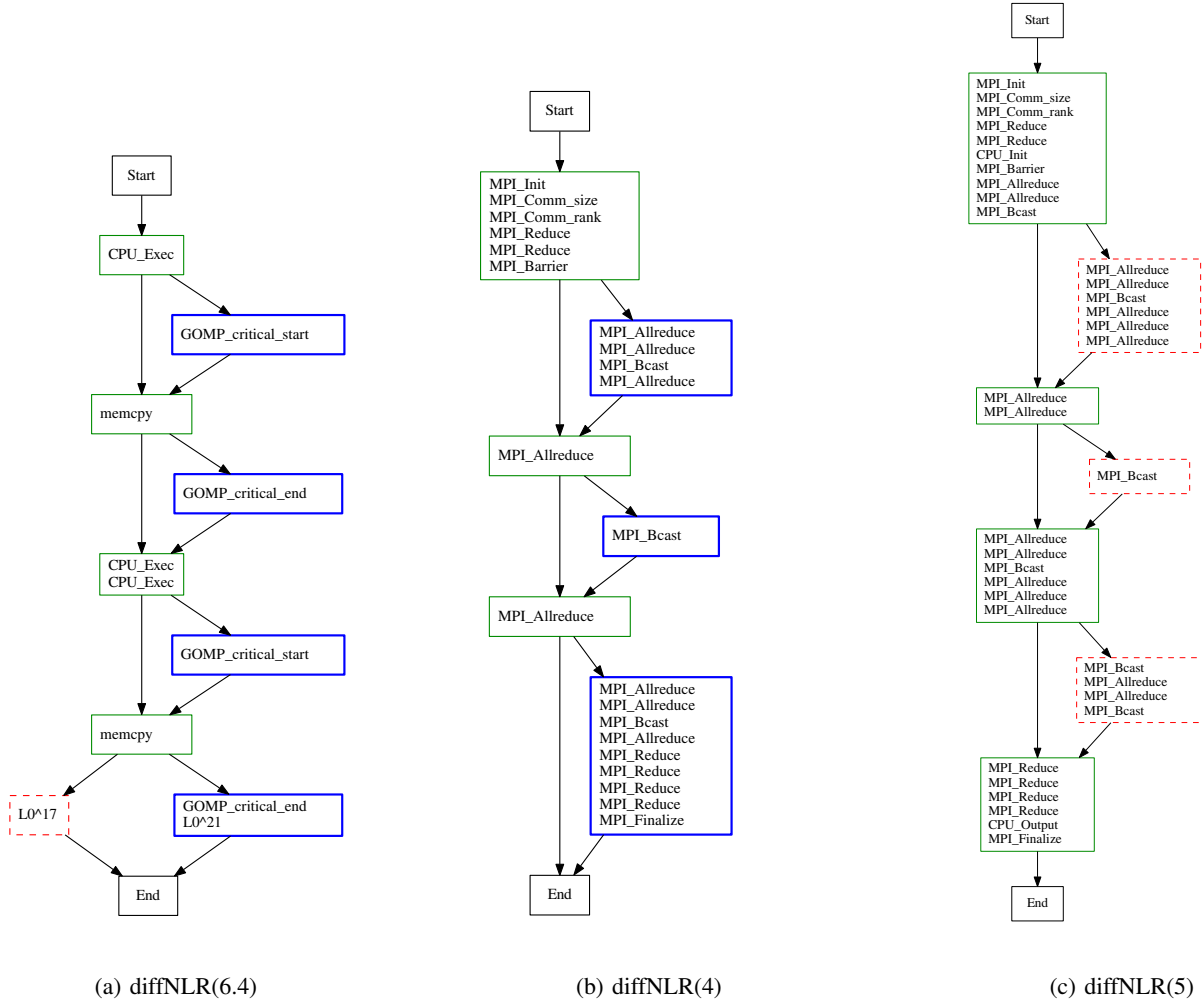 Start
CPU_Exec
GOMP_critical_start
memcpy
GOMP_critical_end
CPU_Exec
CPU_Exec
GOMP_critical_start
memcpy
L0^17
GOMP_critical_end
L0^21
End
(a) diffNLR(6.4)
Start
MPI_Init
MPI_Comm_size
MPI_Comm_rank
MPI_Reduce
MPI_Reduce
MPI_Barrier
MPI_Allreduce
MPI_Allreduce
MPI_Bcast
MPI_Allreduce
MPI_Allreduce
MPI_Bcast
MPI_Allreduce
MPI_Allreduce
MPI_Allreduce
MPI_Bcast
MPI_Allreduce
MPI_Reduce
MPI_Reduce
MPI_Reduce
MPI_Reduce
MPI_Finalize
End
(b) diffNLR(4)
Start
MPI_Init
MPI_Comm_size
MPI_Comm_rank
MPI_Reduce
MPI_Reduce
CPU_Init
MPI_Barrier
MPI_Allreduce
MPI_Allreduce
MPI_Bcast
MPI_Allreduce
MPI_Allreduce
MPI_Bcast
MPI_Allreduce
MPI_Allreduce
MPI_Allreduce
MPI_Allreduce
MPI_Allreduce
MPI_Bcast
MPI_Allreduce
MPI_Allreduce
MPI_Bcast
MPI_Allreduce
MPI_Allreduce
MPI_Allreduce
MPI_Bcast
MPI_Allreduce
MPI_Allreduce
MPI_Bcast
MPI_Reduce
MPI_Reduce
MPI_Reduce
MPI_Reduce
CPU_Output
MPI_Finalize
End
(c) diffNLR(5)